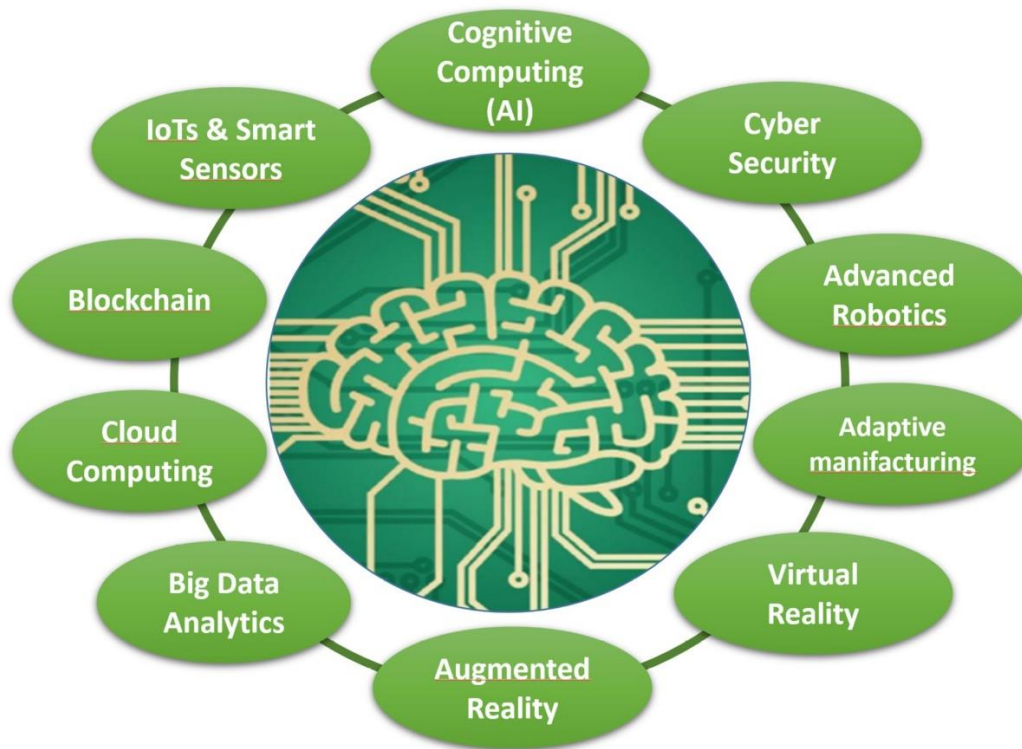 Cognitive
Computing
(AI)
Cyber
Security
Advanced
Robotics
Adaptive
manifacturing
Virtual
Reality
Augmented
Reality
Big Data
Analytics
Cloud
Computing
Blockchain
IoTs & Smart
Sensors